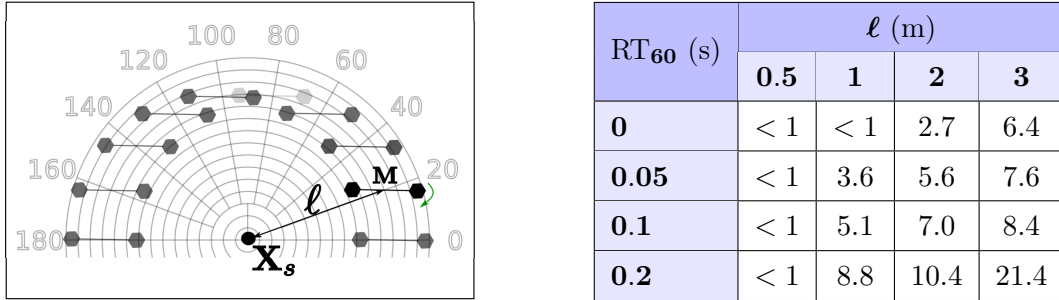 100 80
120 60
140 40
160 20
M
ℓ
180 0
X_s
RT₆₀ (s) ℓ (m)
0.5 1 2 3
0 < 1 < 1 2.7 6.4
0.05 < 1 3.6 5.6 7.6
0.1 < 1 5.1 7.0 8.4
0.2 < 1 8.8 10.4 21.4